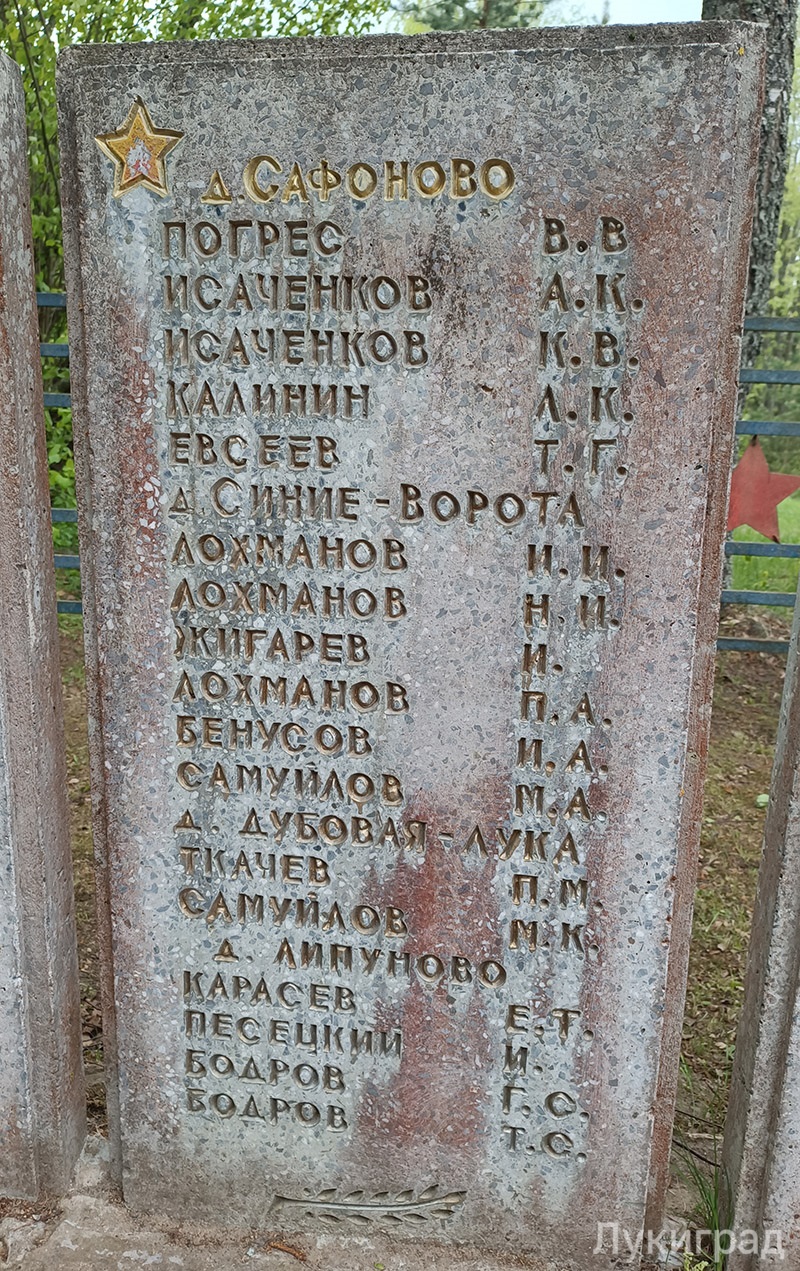 д. Сафоново
ПОГРЕС В.В
ИСАЧЕНКОВ А.К.
ИСАЧЕНКОВ К.В.
КАЛИНИН Л.К.
ЕВСЕЕВ Т.Г.
д. Синие-Ворота
ЛОХМАНОВ И.И.
ЛОХМАНОВ Н.И.
ЖИГАРЕВ И.
ЛОХМАНОВ П.А.
БЕНУСОВ И.А.
САМУЙЛОВ М.А.
д. ДУБОВАЯ-ЛУКА
ТКАЧЕВ П.М.
САМУЙЛОВ М.К.
д. ЛИПУНОВО
КАРАСЕВ Е.Т.
ПЕСЕЦКИЙ И.
БОДРОВ Г.С.
БОДРОВ Т.С.
Лукиград